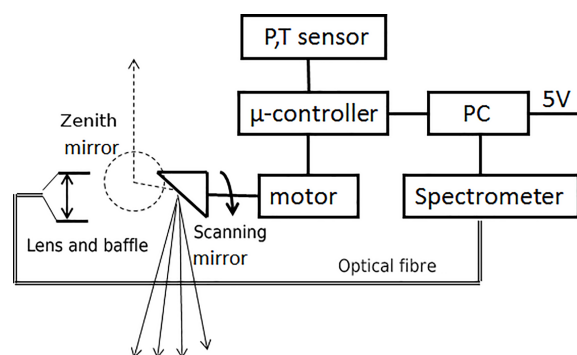 P,T sensor
µ-controller
PC
5V
Zenith
mirror
motor
Spectrometer
Lens and baffle
Scanning
mirror
Optical fibre